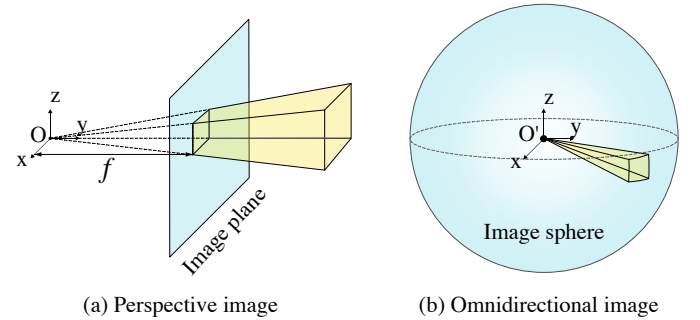 z
O
y
x
f
Image plane
z
O'
y
x
Image sphere
(a) Perspective image
(b) Omnidirectional image